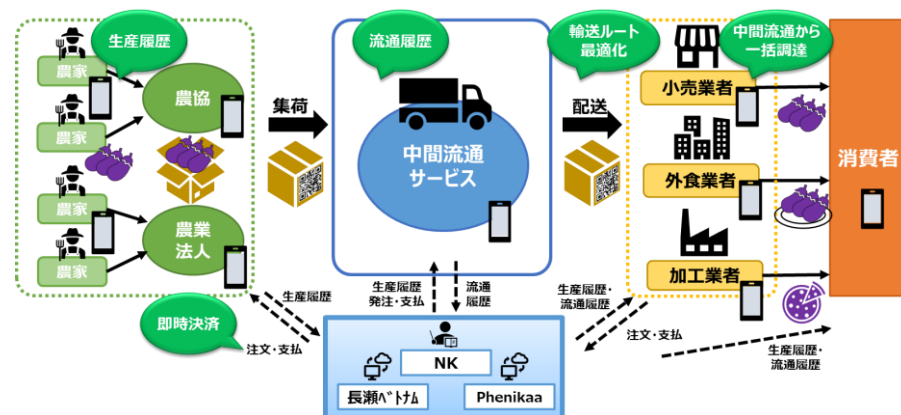 生産履歴
農家
農家
農家
農家
農協
農業
法人
即時決済
集荷
流通履歴
中間流通
サービス
輸送ルート
最適化
配送
中間流通から
一括調達
小売業者
外食業者
加工業者
消費者
生産履歴
注文・支払
生産履歴
発注・支払
流通
履歴
生産履歴・
流通履歴
注文・支払
生産履歴・
流通履歴
NK
長瀬ベトナム
Phenikaa